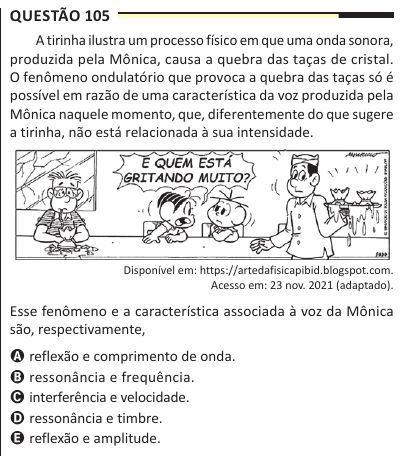 QUESTÃO 105
A tirinha ilustra um processo físico em que uma onda sonora,
produzida pela Mônica, causa a quebra das taças de cristal.
O fenômeno ondulatório que provoca a quebra das taças só é
possível em razão de uma característica da voz produzida pela
Mônica naquele momento, que, diferentemente do que sugere
a tirinha, não está relacionada à sua intensidade.
E QUEM ESTÁ
GRITANDO MUITO?
Disponível em: https://artedafisicapibid.blogspot.com.
Acesso em: 23 nov. 2021 (adaptado).
Esse fenômeno e a característica associada à voz da Mônica
são, respectivamente,
A reflexão e comprimento de onda.
B ressonância e frequência.
C interferência e velocidade.
D ressonância e timbre.
E reflexão e amplitude.